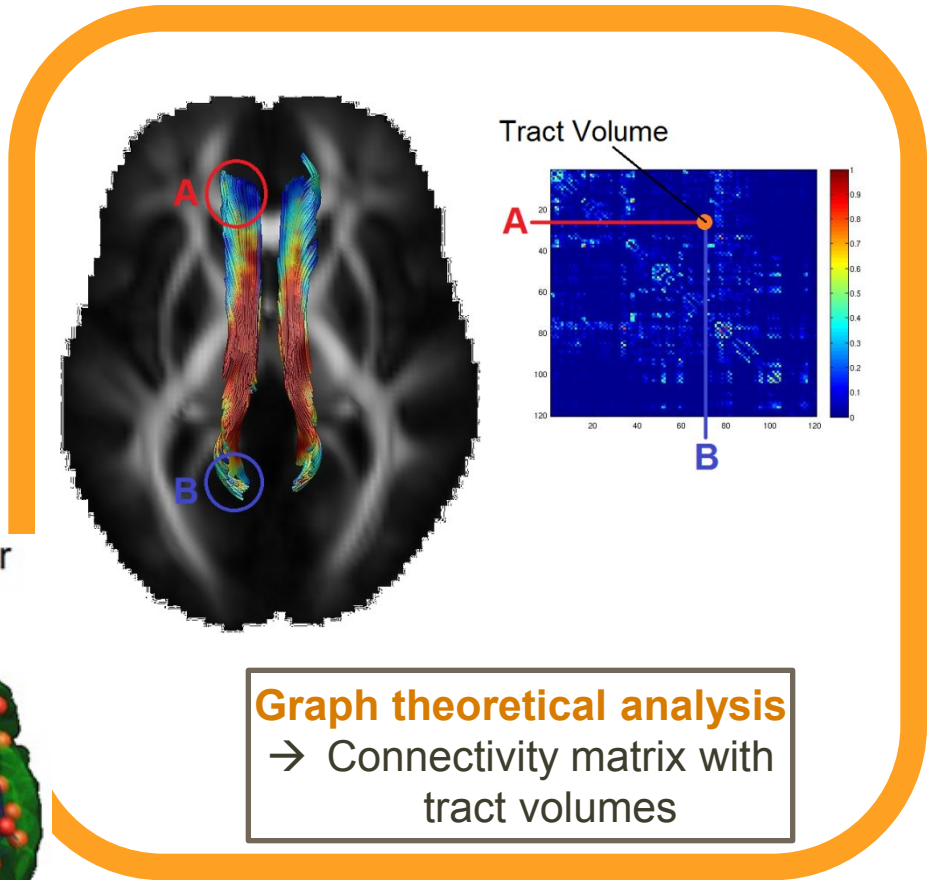 Tract Volume
A
A
B
B
20
40
60
80
100
120
20 40 60 80 100 120
1
0.9
0.8
0.7
0.6
0.5
0.4
0.3
0.2
0.1
0
r
Graph theoretical analysis
→ Connectivity matrix with
tract volumes